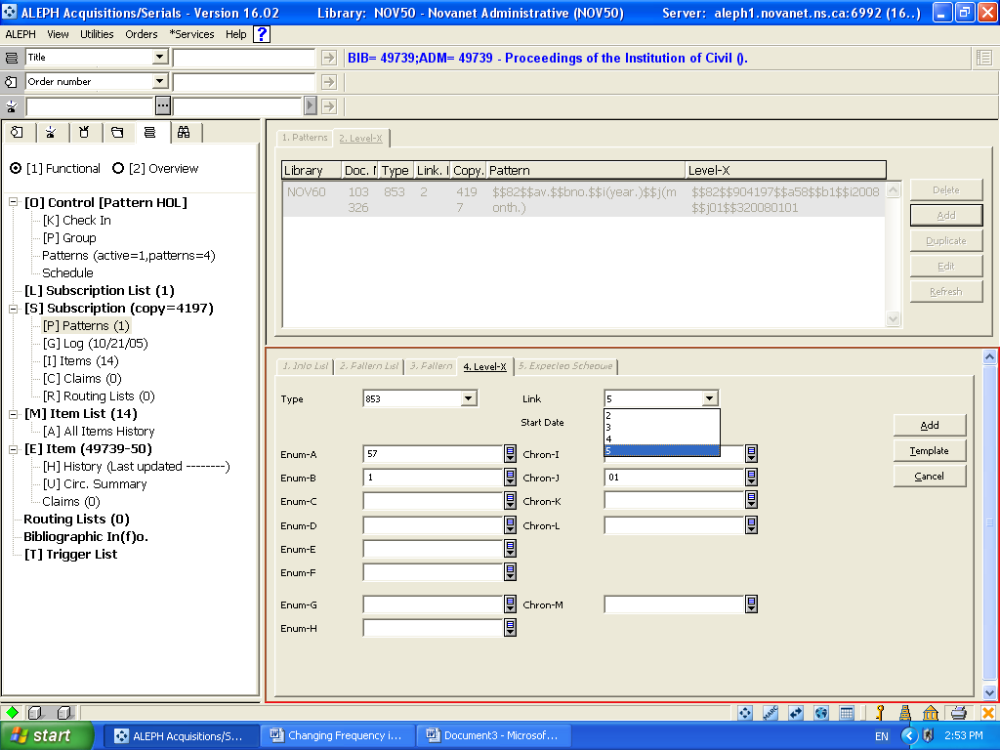 ALEPH Acquisitions/Serials - Version 16.02 Library: NOV50 - Novanet Administrative (NOV50) Server: aleph1.novanet.ns.ca:6992 (16..)
ALEPH View Utilities Orders *Services Help ?
Title
BIB= 49739;ADM= 49739 - Proceedings of the Institution of Civil ().
Order number
[1] Functional [2] Overview
[O] Control [Pattern HOL]
[K] Check In
[P] Group
Patterns (active=1,patterns=4)
Schedule
[L] Subscription List (1)
[S] Subscription (copy=4197)
[P] Patterns (1)
[G] Log (10/21/05)
[I] Items (14)
[C] Claims (0)
[R] Routing Lists (0)
[M] Item List (14)
[A] All Items History
[E] Item (49739-50)
[H] History (Last updated --------)
[U] Circ. Summary
Claims (0)
Routing Lists (0)
Bibliographic In(f)o.
[T] Trigger List
1. Patterns 2. Level-X
Library Doc. Type Link. Copy. Pattern Level-X
NOV60 103 853 2 419 $$82$$av.$$bno.$$i(year.)$$j(m $$82$$904197$$a58$$b1$$i2008
326 7 onth.) $$j01$$320080101
Delete
Add
Duplicate
Edit
Refresh
1. Info List 2. Pattern List 3. Pattern 4. Level-X 5. Expected Schedule
Type 853 Link 5
2
Start Date 3
4
5
Enum-A 57 Chron-I
Enum-B 1 Chron-J 01
Enum-C Chron-K
Enum-D Chron-L
Enum-E
Enum-F
Enum-G Chron-M
Enum-H
Add
Template
Cancel
MARC
start ALEPH Acquisitions/S... Changing Frequency i... Document3 - Microsof... EN 2:53 PM